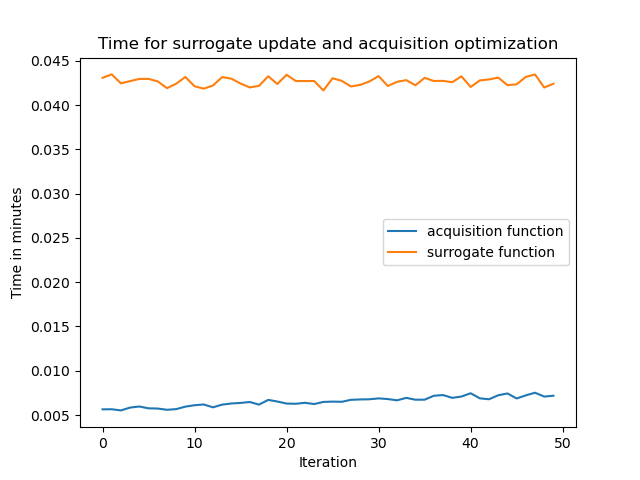 Time for surrogate update and acquisition optimization
0.045
0.040
0.035
0.030
0.025
0.020
0.015
0.010
0.005
Time in minutes
acquisition function
surrogate function
0 10 20 30 40 50
Iteration